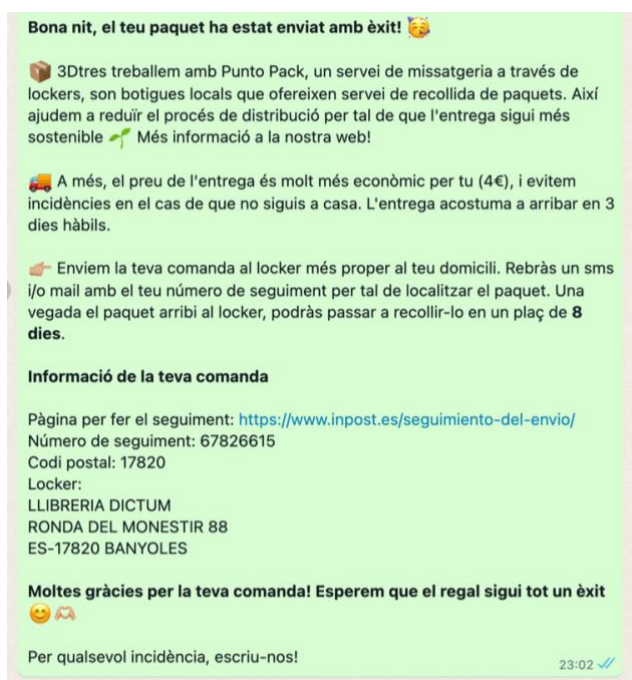 Bona nit, el teu paquet ha estat enviat amb èxit! 🥳
📦 3Dtres treballem amb Punto Pack, un servei de missatgeria a través de
lockers, son botigues locals que ofereixen servei de recollida de paquets. Així
ajudem a reduïr el procés de distribució per tal de que l'entrega sigui més
sostenible 🌱 Més informació a la nostra web!
🚚 A més, el preu de l'entrega és molt més econòmic per tu (4€), i evitem
incidències en el cas de que no siguis a casa. L'entrega acostuma a arribar en 3
dies hàbils.
👉🏼 Enviem la teva comanda al locker més proper al teu domicili. Rebràs un sms
i/o mail amb el teu número de seguiment per tal de localitzar el paquet. Una
vegada el paquet arribi al locker, podràs passar a recollir-lo en un plaç de 8
dies.
Informació de la teva comanda
Pàgina per fer el seguiment: https://www.inpost.es/seguimiento-del-envio/
Número de seguiment: 67826615
Codi postal: 17820
Locker:
LLIBRERIA DICTUM
RONDA DEL MONESTIR 88
ES-17820 BANYOLES
Moltes gràcies per la teva comanda! Esperem que el regal sigui tot un èxit
😊 🫶🏼
Per qualsevol incidència, escriu-nos!
23:02